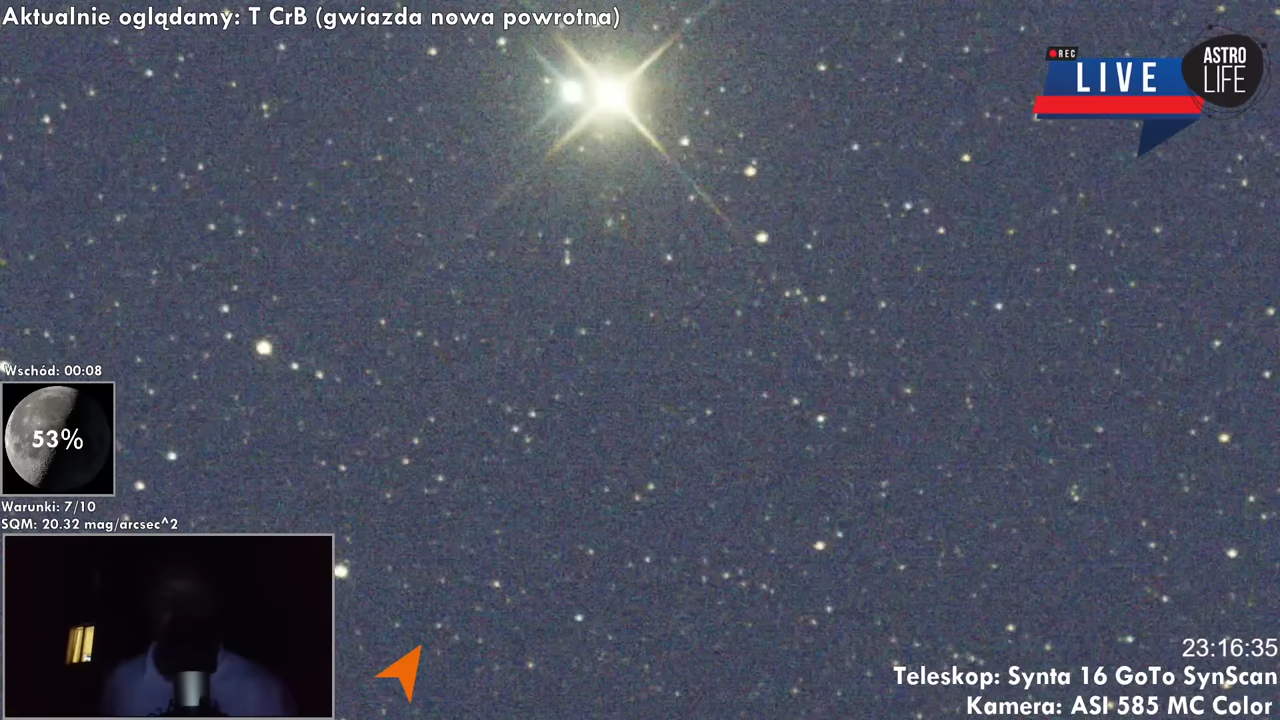 Aktualnie oglądamy: T CrB (gwiazda nowa powrotna)
REC
LIVE
ASTRO
LIFE
Wschód: 00:08
53%
Warunki: 7/10
SQM: 20.32 mag/arcsec^2
23:16:35
Teleskop: Synta 16 GoTo SynScan
Kamera: ASI 585 MC Color